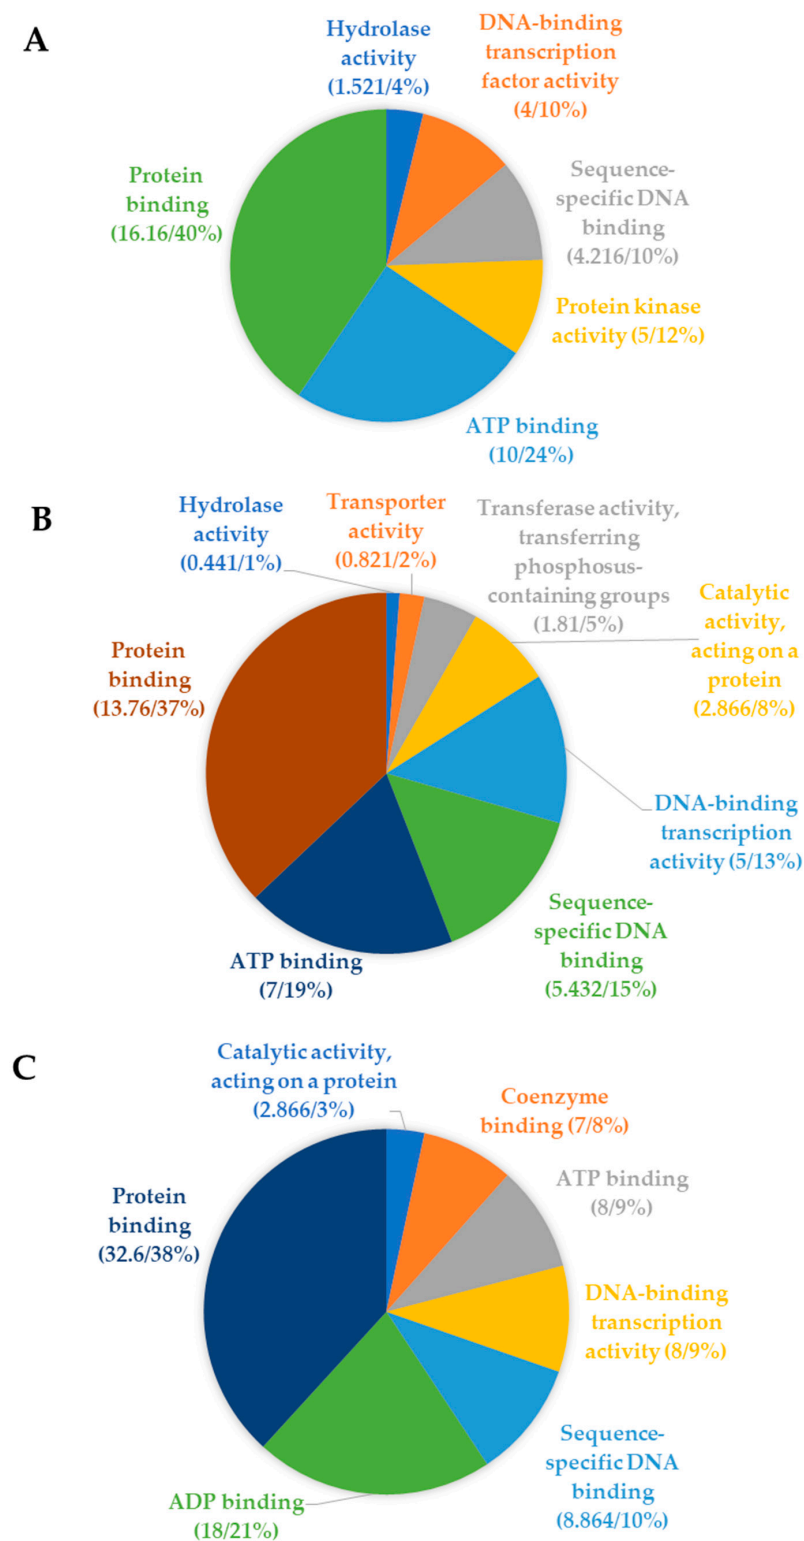 A
Hydrolase
activity
(1.521/4%)
DNA-binding
transcription
factor activity
(4/10%)
Sequence-
specific DNA
binding
(4.216/10%)
Protein kinase
activity (5/12%)
ATP binding
(10/24%)
Protein
binding
(16.16/40%)
B
Hydrolase
activity
(0.441/1%)
Transporter
activity
(0.821/2%)
Transferase activity,
transferring
phosphosus-
containing groups
(1.81/5%)
Catalytic
activity,
acting on a
protein
(2.866/8%)
DNA-binding
transcription
activity (5/13%)
Sequence-
specific DNA
binding
(5.432/15%)
ATP binding
(7/19%)
Protein
binding
(13.76/37%)
C
Catalytic activity,
acting on a protein
(2.866/3%)
Coenzyme
binding (7/8%)
ATP binding
(8/9%)
DNA-binding
transcription
activity (8/9%)
Sequence-
specific DNA
binding
(8.864/10%)
ADP binding
(18/21%)
Protein
binding
(32.6/38%)